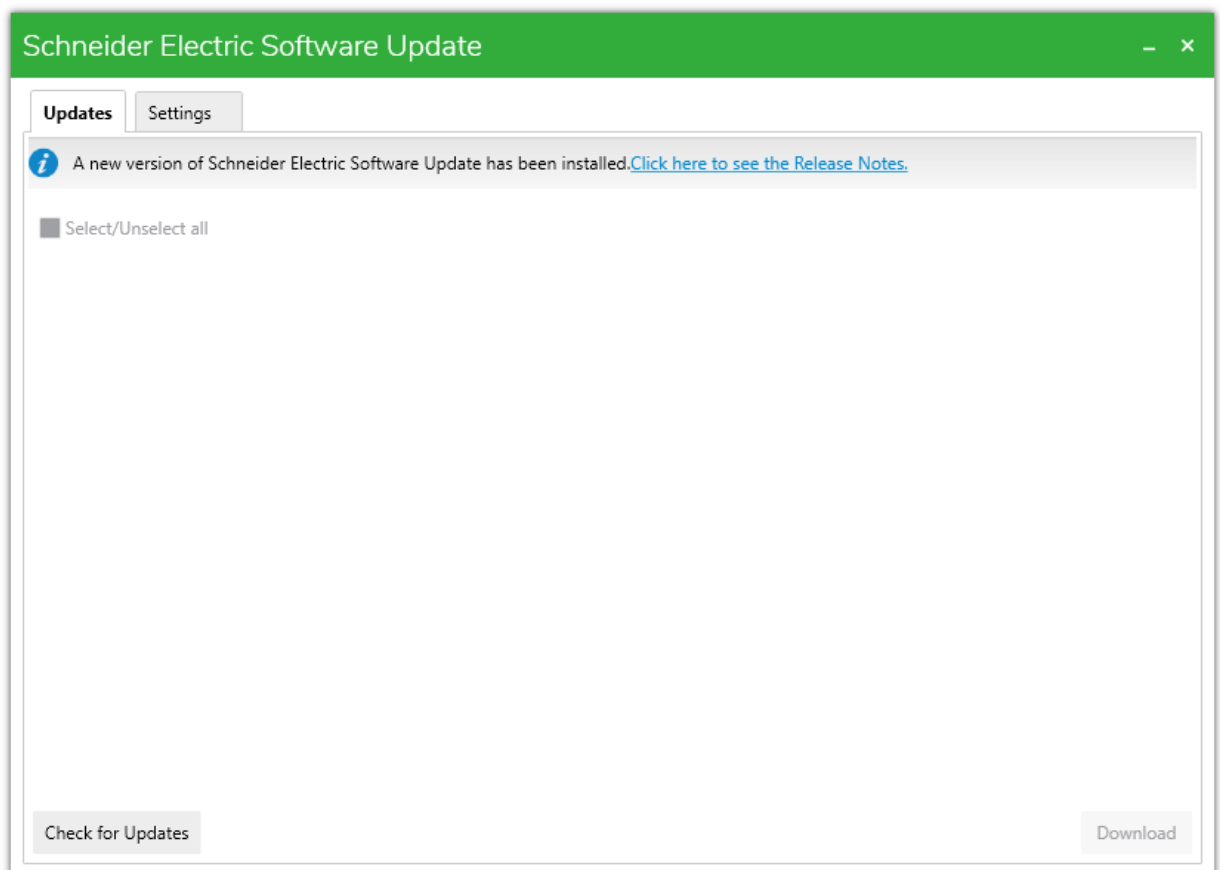 Schneider Electric Software Update
Updates
Settings
A new version of Schneider Electric Software Update has been installed.Click here to see the Release Notes.
Select/Unselect all
Check for Updates
Download